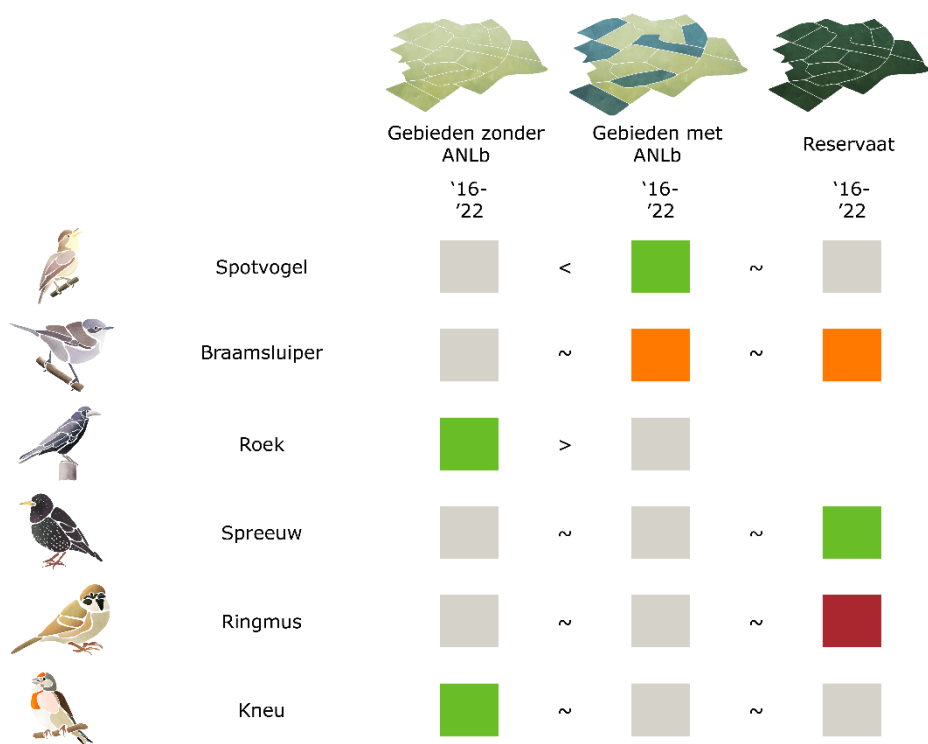 Gebieden zonder
ANLb
Gebieden met
ANLb
Reservaat
‘16-
’22
‘16-
’22
‘16-
’22
Spotvogel < ~
Braamsluiper ~ ~
Roek >
Spreeuw ~ ~
Ringmus ~ ~
Kneu ~ ~